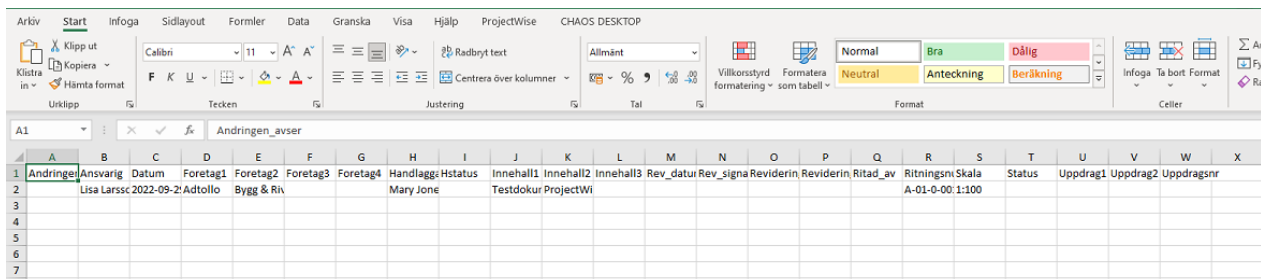 Arkiv Start Infoga Sidlayout Formler Data Granska Visa Hjälp ProjectWise CHAOS DESKTOP
Klistra in
Klipp ut
Kopiera
Hämta format
Urklipp
Calibri 11 A A
F K U A
Tecken
Radbryt text
Centrera över kolumner
Justering
Allmänt
%
Tal
Villkorsstyrd formatering
Formatera som tabell
Normal Bra Dålig
Neutral Anteckning Beräkning
Format
Infoga Ta bort Format
Celler
A1 fx Andringen_avser
A B C D E F G H I J K L M N O P Q R S T U V W X
1 Andringe Ansvarig Datum Foretag1 Foretag2 Foretag3 Foretag4 Handlagga Hstatus Innehall1 Innehall2 Innehall3 Rev_datu Rev_signa Reviderin Reviderin Ritad_av Ritningsn Skala Status Uppdrag1 Uppdrag2 Uppdragsnr
2 Lisa Larsso 2022-09-2 Adtollo Bygg & Riv Mary Jone Testdokur ProjectWi A-01-0-00 1:100
3
4
5
6
7